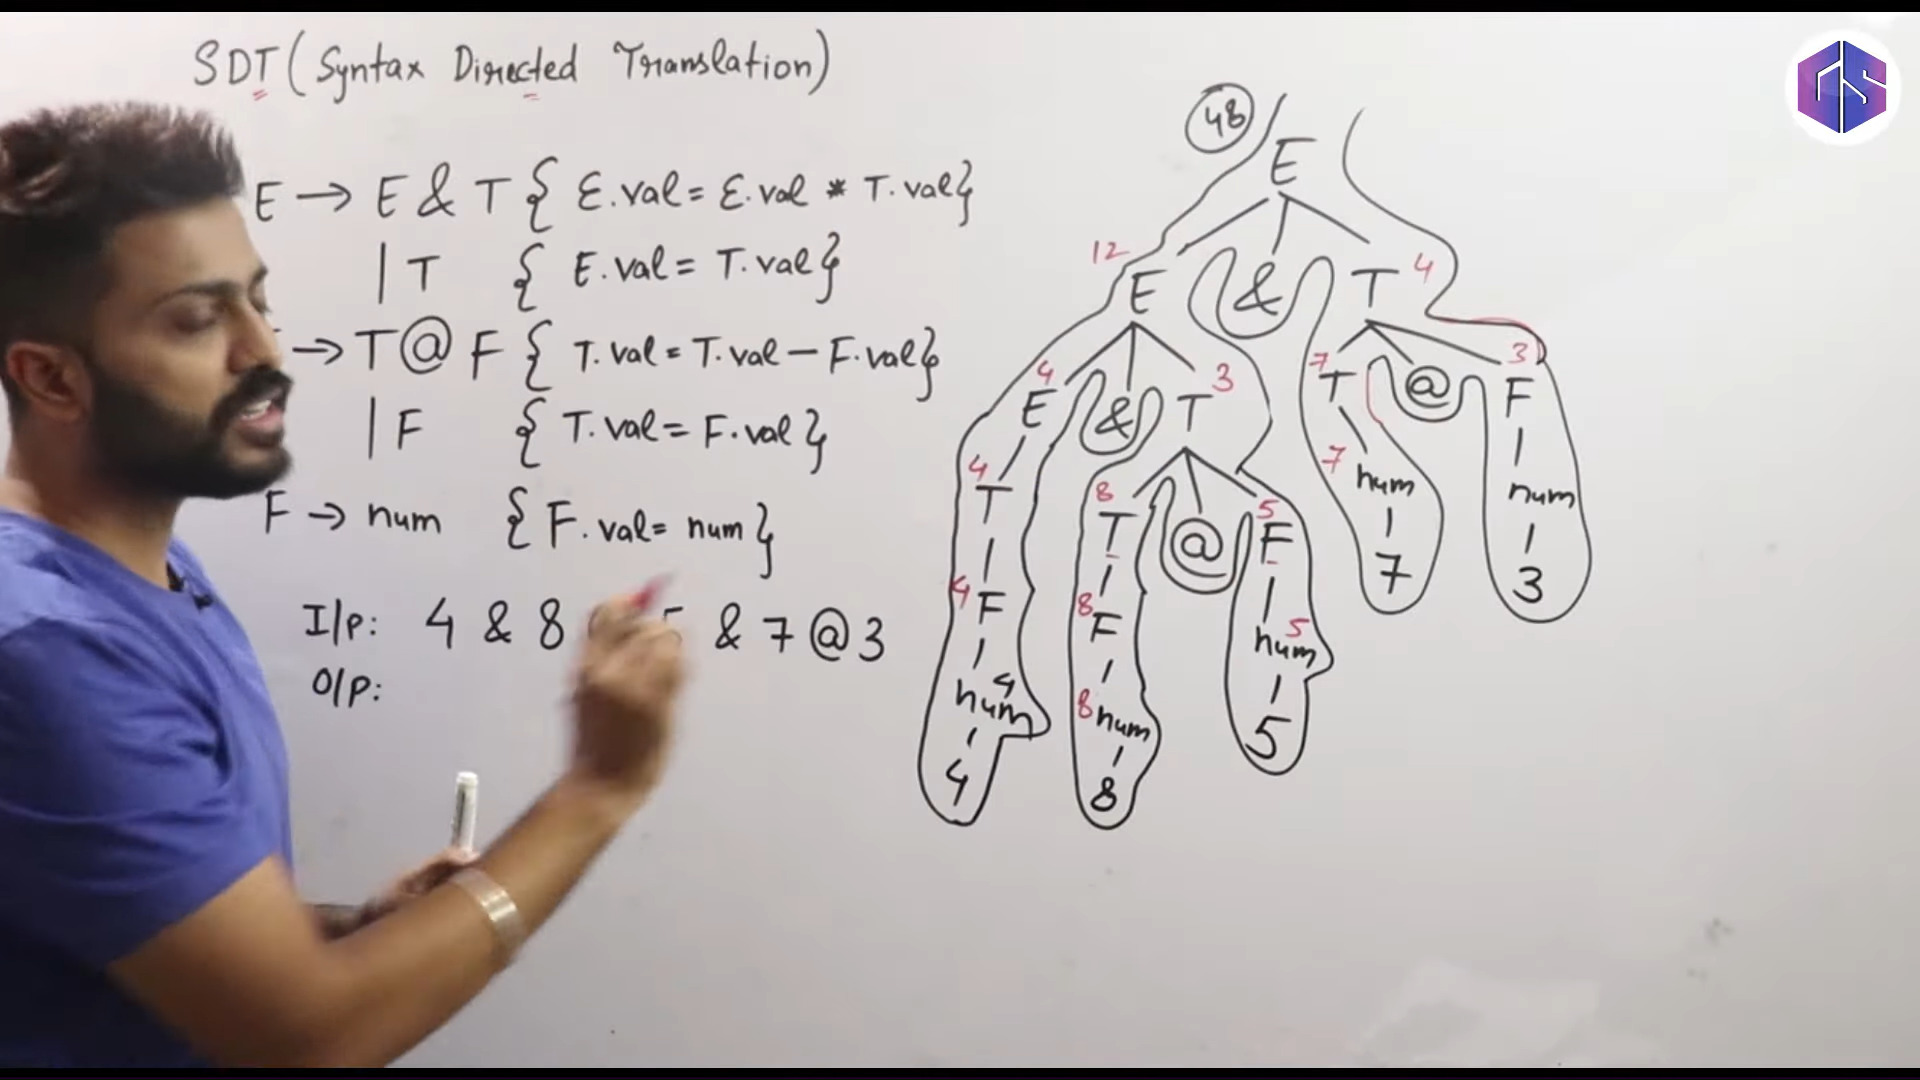 SDT (Syntax Directed Translation)
E → E & T { E.val = E.val * T.val}
| T { E.val = T.val}
→ T @ F { T.val = T.val – F.val}
| F { T.val = F.val}
F → num { F.val = num}
I/p: 4 & 8 5 & 7 @ 3
O/p:
48
E
12 E & T 4
4 E & T 3
7 T @ F 3
4 T
8 T @ F 5
7 num
num
4 F
8 F
num 5
7
3
num 4
8 num
5
4
8
GS